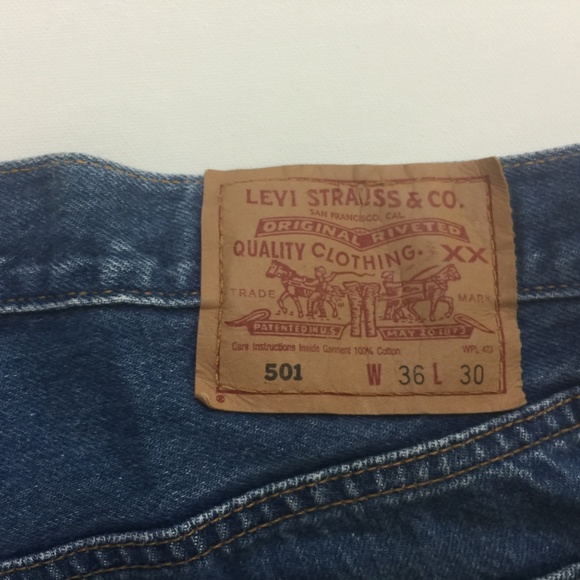 LEVI STRAUSS & CO.
SAN FRANCISCO, CAL.
ORIGINAL RIVETED
QUALITY CLOTHING. XX
TRADE MARK
PATENTED IN U.S. MAY 20 1873
Care Instructions Inside Garment 100% Cotton WPL 423
501 W 36 L 30
®